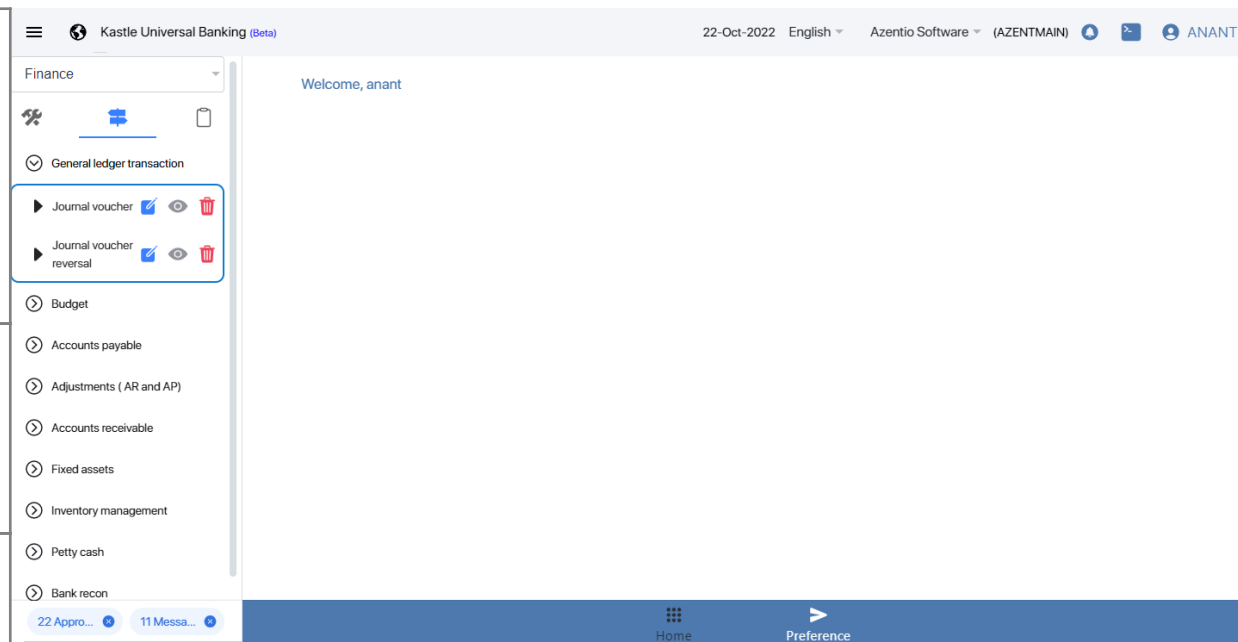 Kastle Universal Banking (Beta)
22-Oct-2022 English Azentio Software (AZENTMAIN) ANANT
Finance
Welcome, anant
General ledger transaction
Journal voucher
Journal voucher
reversal
Budget
Accounts payable
Adjustments ( AR and AP)
Accounts receivable
Fixed assets
Inventory management
Petty cash
Bank recon
22 Appro... 11 Messa...
Home Preference